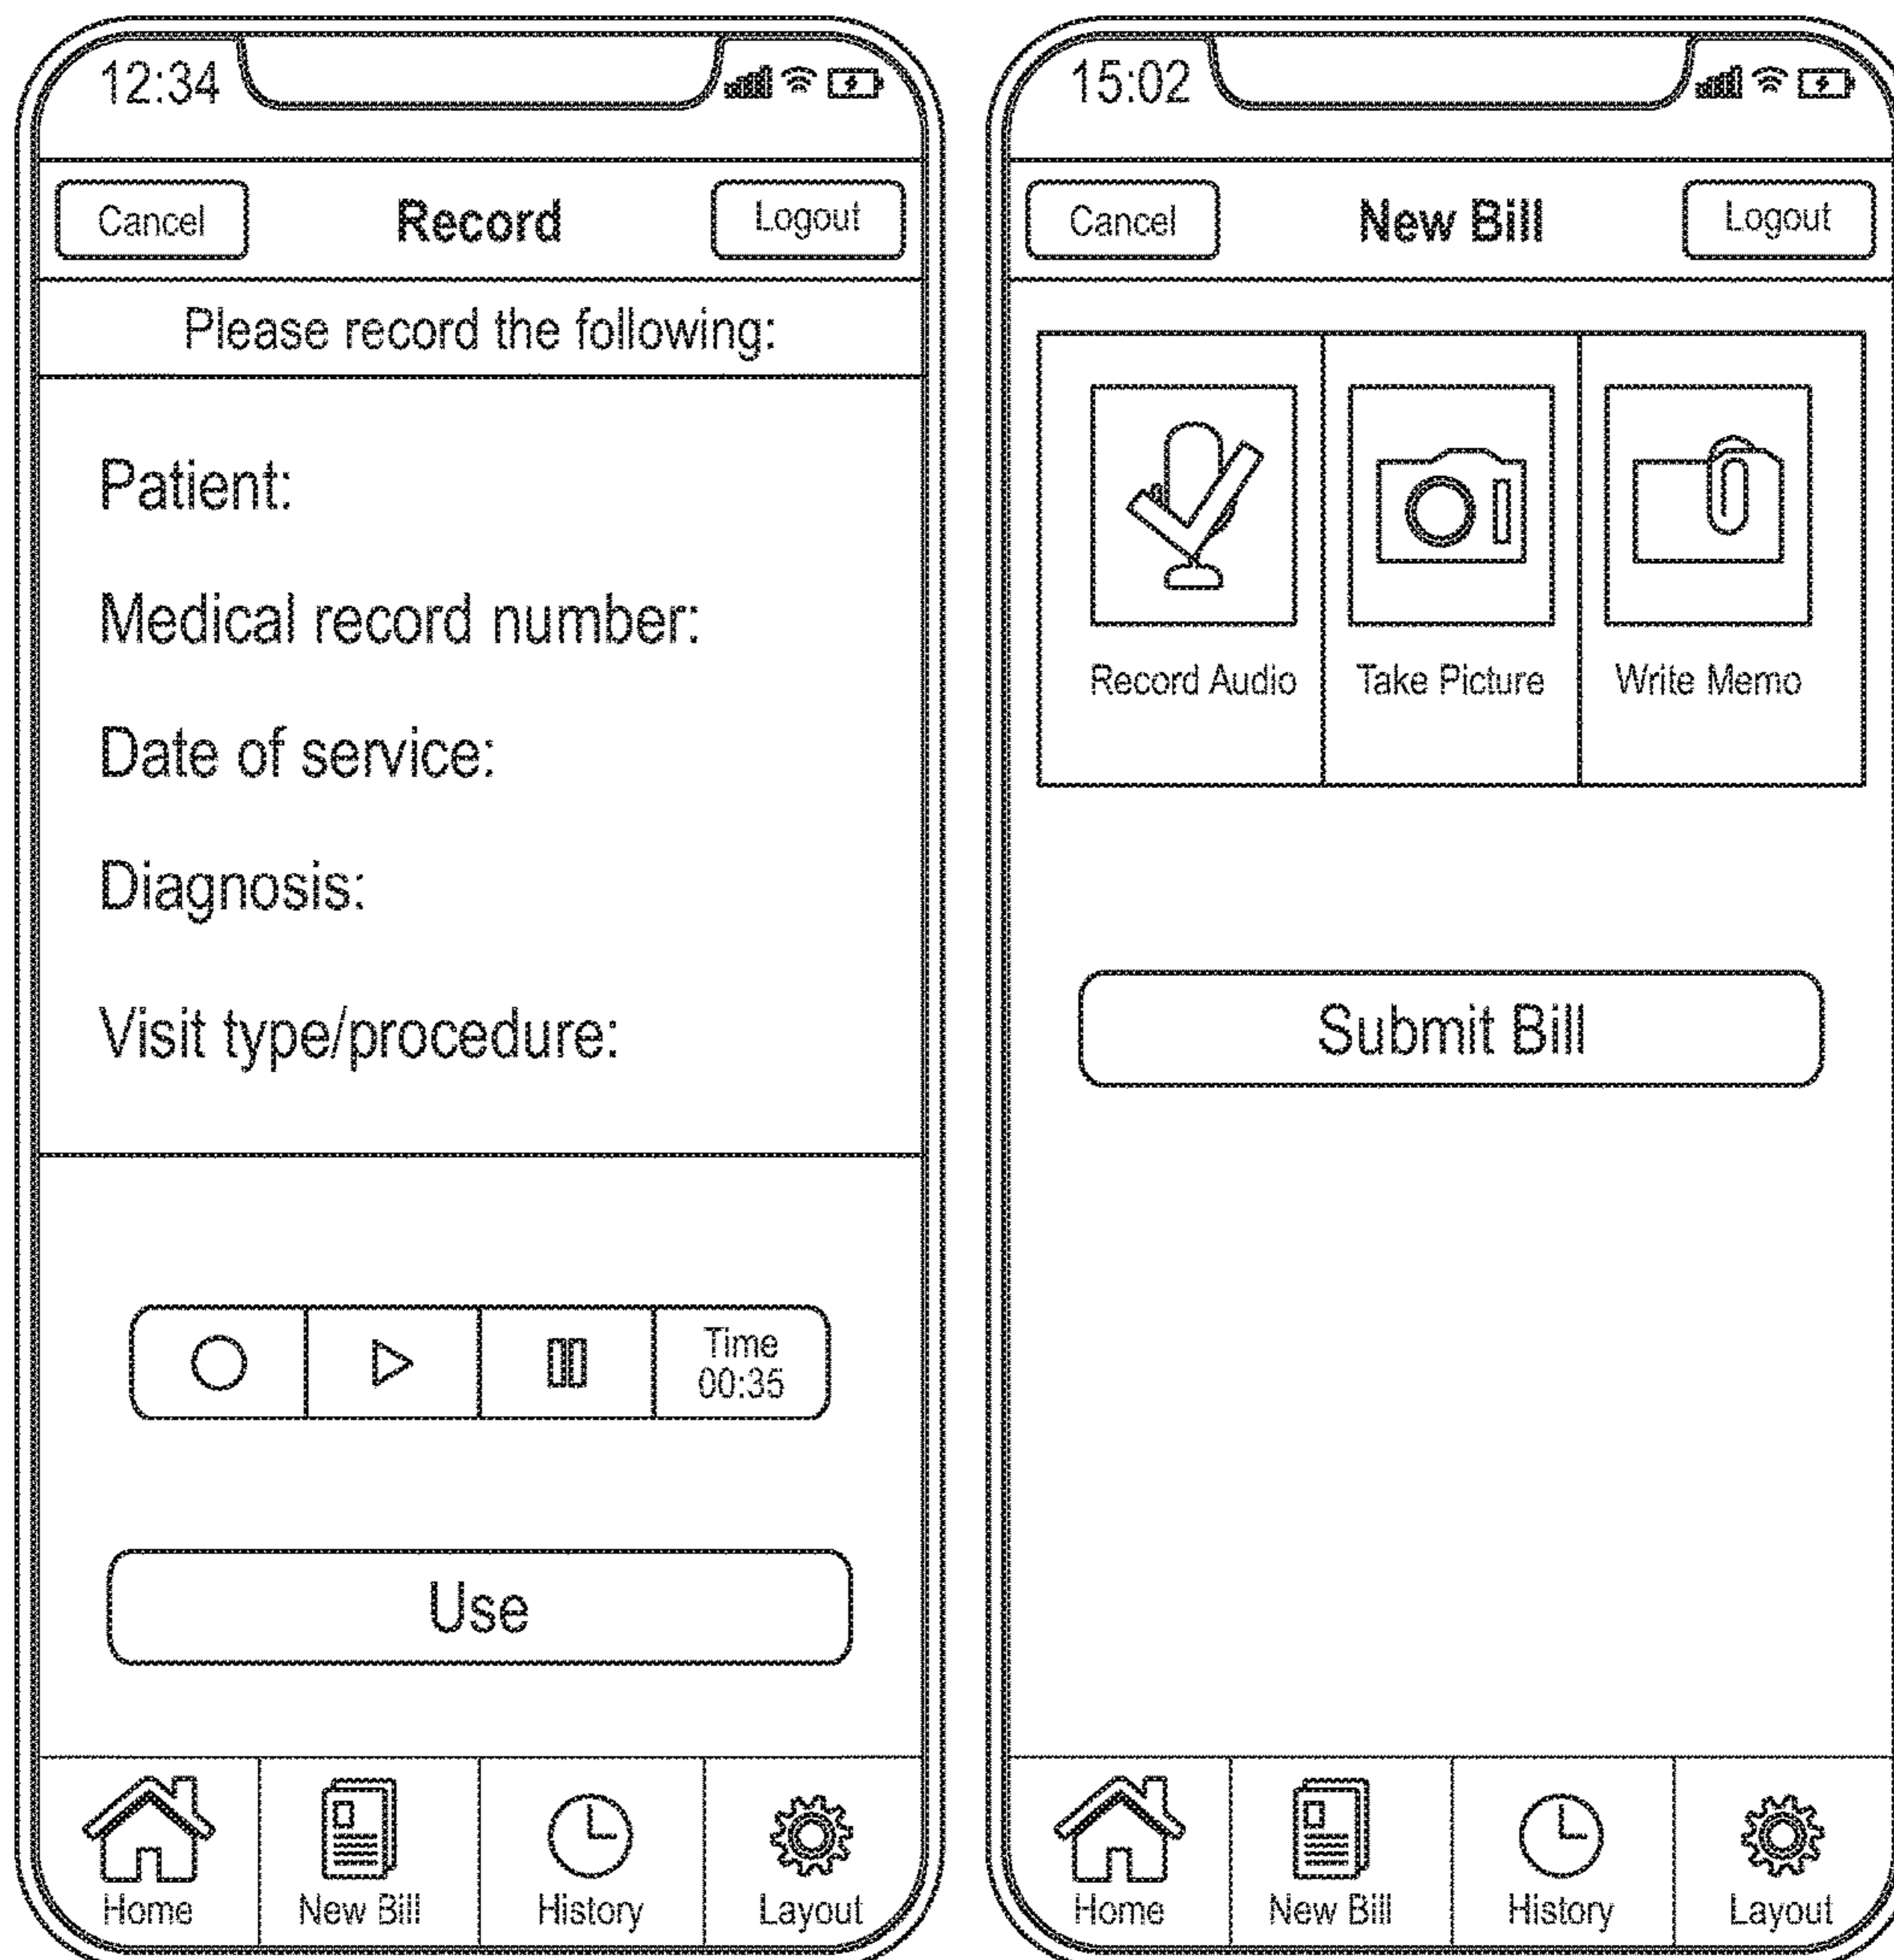 12:34
Cancel
Record
Logout
Please record the following:
Patient:
Medical record number:
Date of service:
Diagnosis:
Visit type/procedure:
Time
00:35
Use
Home
New Bill
History
Layout
15:02
Cancel
New Bill
Logout
Record Audio
Take Picture
Write Memo
Submit Bill
Home
New Bill
History
Layout